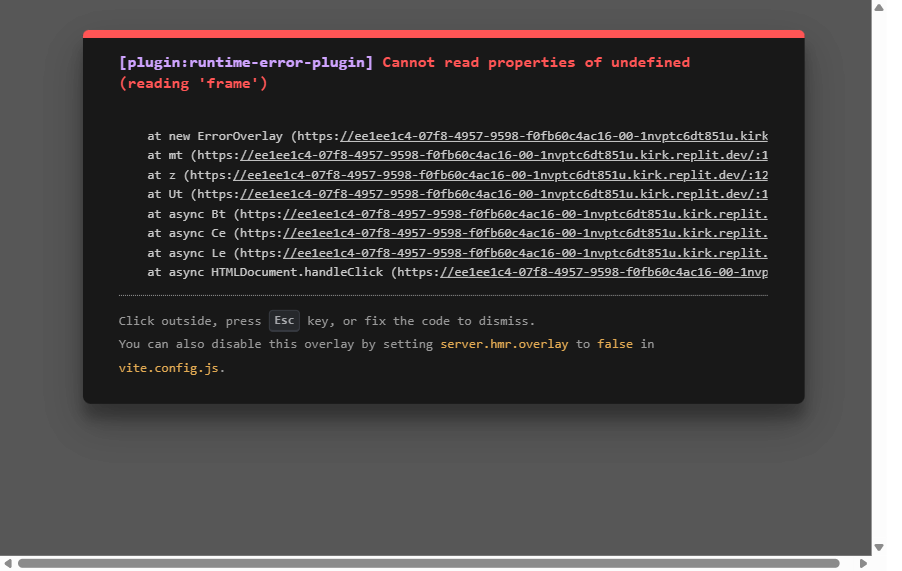 [plugin:runtime-error-plugin] Cannot read properties of undefined
(reading 'frame')
at new ErrorOverlay (https://ee1ee1c4-07f8-4957-9598-f0fb60c4ac16-00-1nvptc6dt851u.kirk
at mt (https://ee1ee1c4-07f8-4957-9598-f0fb60c4ac16-00-1nvptc6dt851u.kirk.replit.dev/:1
at z (https://ee1ee1c4-07f8-4957-9598-f0fb60c4ac16-00-1nvptc6dt851u.kirk.replit.dev/:12
at Ut (https://ee1ee1c4-07f8-4957-9598-f0fb60c4ac16-00-1nvptc6dt851u.kirk.replit.dev/:1
at async Bt (https://ee1ee1c4-07f8-4957-9598-f0fb60c4ac16-00-1nvptc6dt851u.kirk.replit.
at async Ce (https://ee1ee1c4-07f8-4957-9598-f0fb60c4ac16-00-1nvptc6dt851u.kirk.replit.
at async Le (https://ee1ee1c4-07f8-4957-9598-f0fb60c4ac16-00-1nvptc6dt851u.kirk.replit.
at async HTMLDocument.handleClick (https://ee1ee1c4-07f8-4957-9598-f0fb60c4ac16-00-1nvp
Click outside, press Esc key, or fix the code to dismiss.
You can also disable this overlay by setting server.hmr.overlay to false in
vite.config.js.